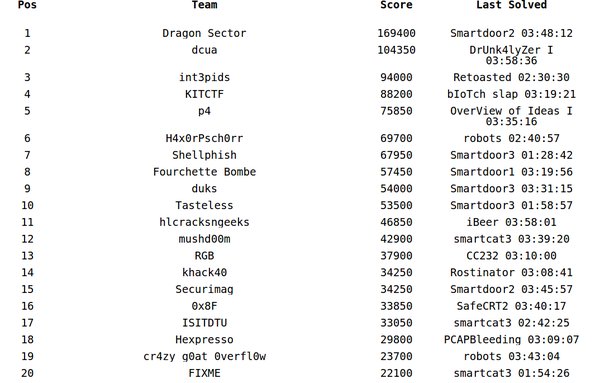 Pos Team Score Last Solved
1 Dragon Sector 169400 Smartdoor2 03:48:12
2 dcua 104350 DrUnk4lyZer I
03:58:36
3 int3pids 94000 Retoasted 02:30:30
4 KITCTF 88200 bIoTch slap 03:19:21
5 p4 75850 OverView of Ideas I
03:35:16
6 H4x0rPsch0rr 69700 robots 02:40:57
7 Shellphish 67950 Smartdoor3 01:28:42
8 Fourchette Bombe 57450 Smartdoor1 03:19:56
9 duks 54000 Smartdoor3 03:31:15
10 Tasteless 53500 Smartdoor3 01:58:57
11 hlcracksngeeks 46850 iBeer 03:58:01
12 mushd00m 42900 smartcat3 03:39:20
13 RGB 37900 CC232 03:10:00
14 khack40 34250 Rostinator 03:08:41
15 Securimag 34250 Smartdoor2 03:45:57
16 0x8F 33850 SafeCRT2 03:40:17
17 ISITDTU 33050 smartcat3 02:42:25
18 Hexpresso 29800 PCAPBleeding 03:09:07
19 cr4zy g0at 0verfl0w 23700 robots 03:43:04
20 FIXME 22100 smartcat3 01:54:26